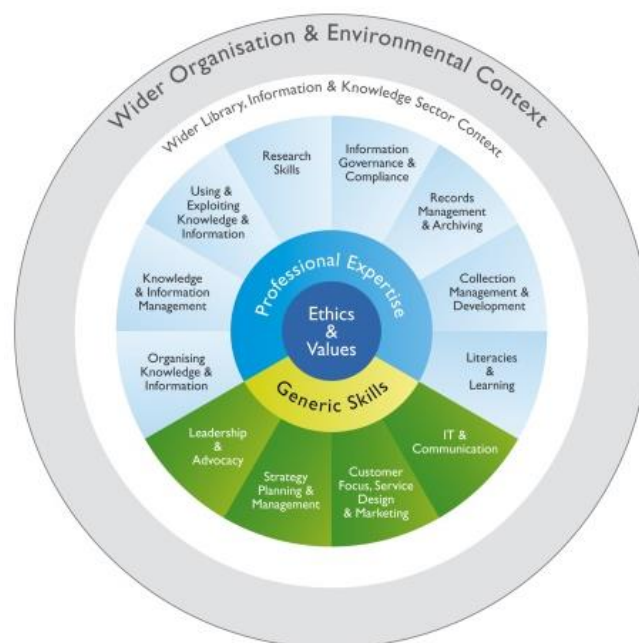 Wider Organisation & Environmental Context
Wider Library, Information & Knowledge Sector Context
Research
Skills
Information
Governance &
Compliance
Using &
Exploiting
Knowledge &
Information
Records
Management
& Archiving
Knowledge
& Information
Management
Collection
Management &
Development
Organising
Knowledge &
Information
Literacies
&
Learning
Professional Expertise
Ethics
&
Values
Generic Skills
Leadership
&
Advocacy
Strategy
Planning &
Management
Customer
Focus, Service
Design
& Marketing
IT &
Communication